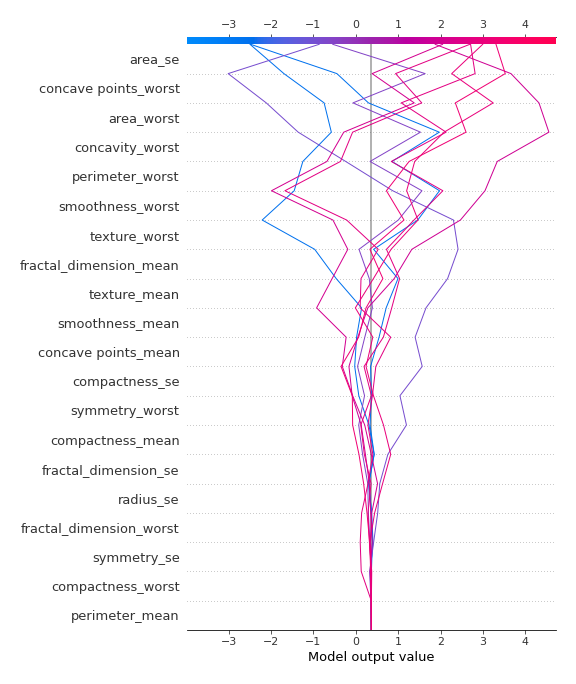 −3 −2 −1 0 1 2 3 4
area_se
concave points_worst
area_worst
concavity_worst
perimeter_worst
smoothness_worst
texture_worst
fractal_dimension_mean
texture_mean
smoothness_mean
concave points_mean
compactness_se
symmetry_worst
compactness_mean
fractal_dimension_se
radius_se
fractal_dimension_worst
symmetry_se
compactness_worst
perimeter_mean
−3 −2 −1 0 1 2 3 4
Model output value